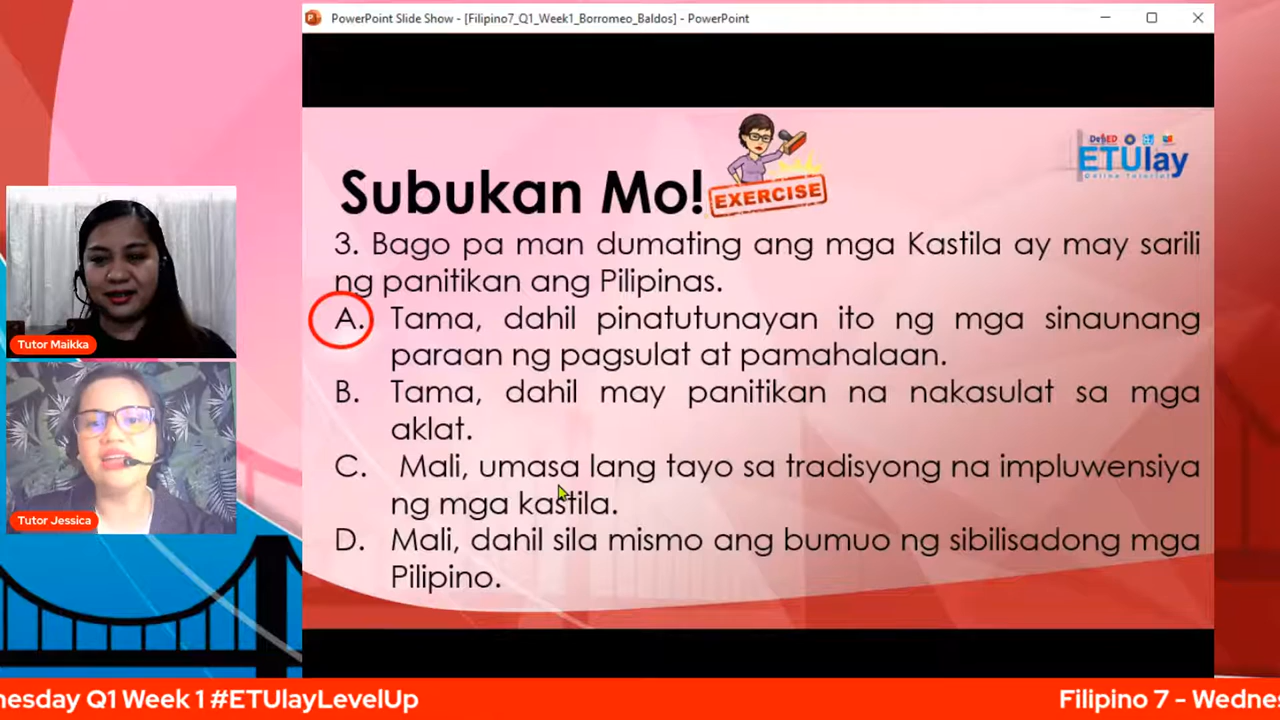 PowerPoint Slide Show - [Filipino7_Q1_Week1_Borromeo_Baldos] - PowerPoint
DepED
ETUlay
Online Tutorial
Subukan Mo!
EXERCISE
3. Bago pa man dumating ang mga Kastila ay may sarili
ng panitikan ang Pilipinas.
A. Tama, dahil pinatutunayan ito ng mga sinaunang
paraan ng pagsulat at pamahalaan.
B. Tama, dahil may panitikan na nakasulat sa mga
aklat.
C. Mali, umasa lang tayo sa tradisyong na impluwensiya
ng mga kastila.
D. Mali, dahil sila mismo ang bumuo ng sibilisadong mga
Pilipino.
Tutor Maikka
Tutor Jessica
nesday Q1 Week 1 #ETUlayLevelUp
Filipino 7 - Wednes